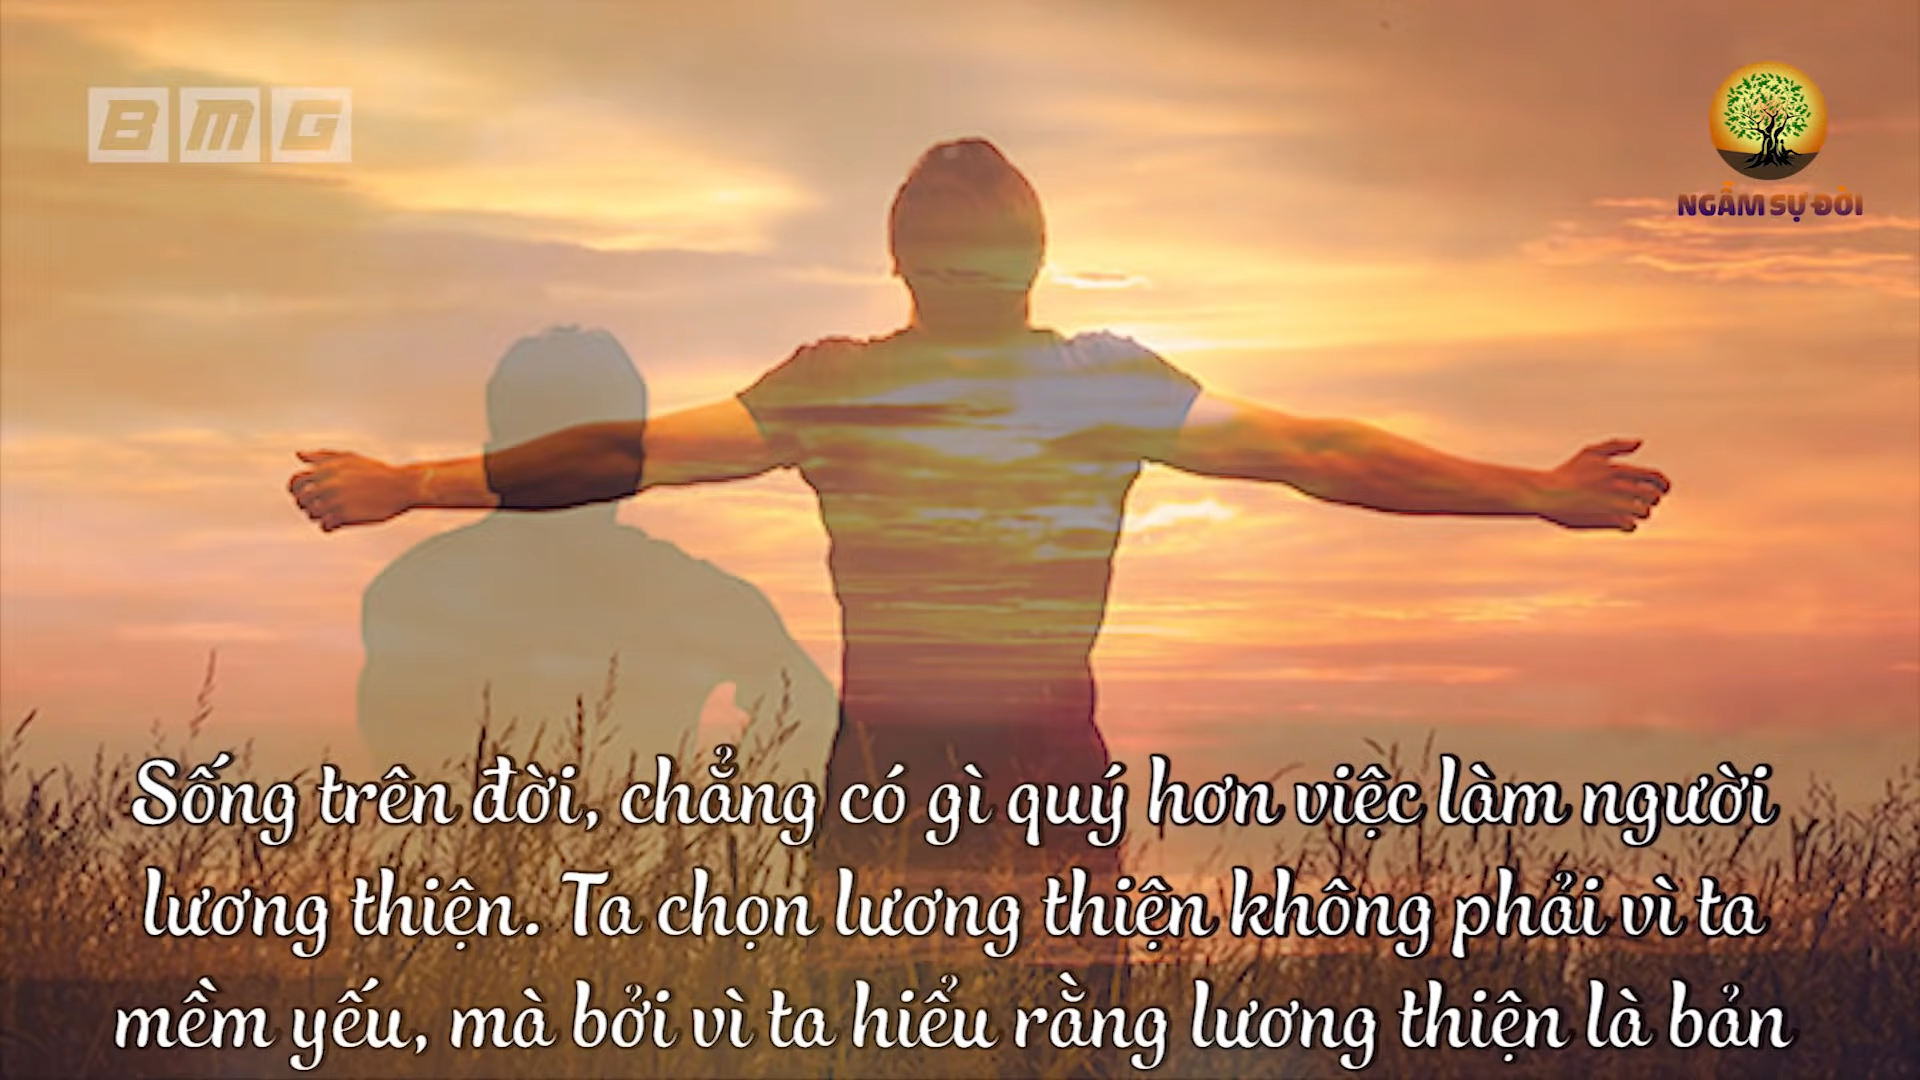 BMG
NGẪM SỰ ĐỜI
Sống trên đời, chẳng có gì quý hơn việc làm người
lương thiện. Ta chọn lương thiện không phải vì ta
mềm yếu, mà bởi vì ta hiểu rằng lương thiện là bản